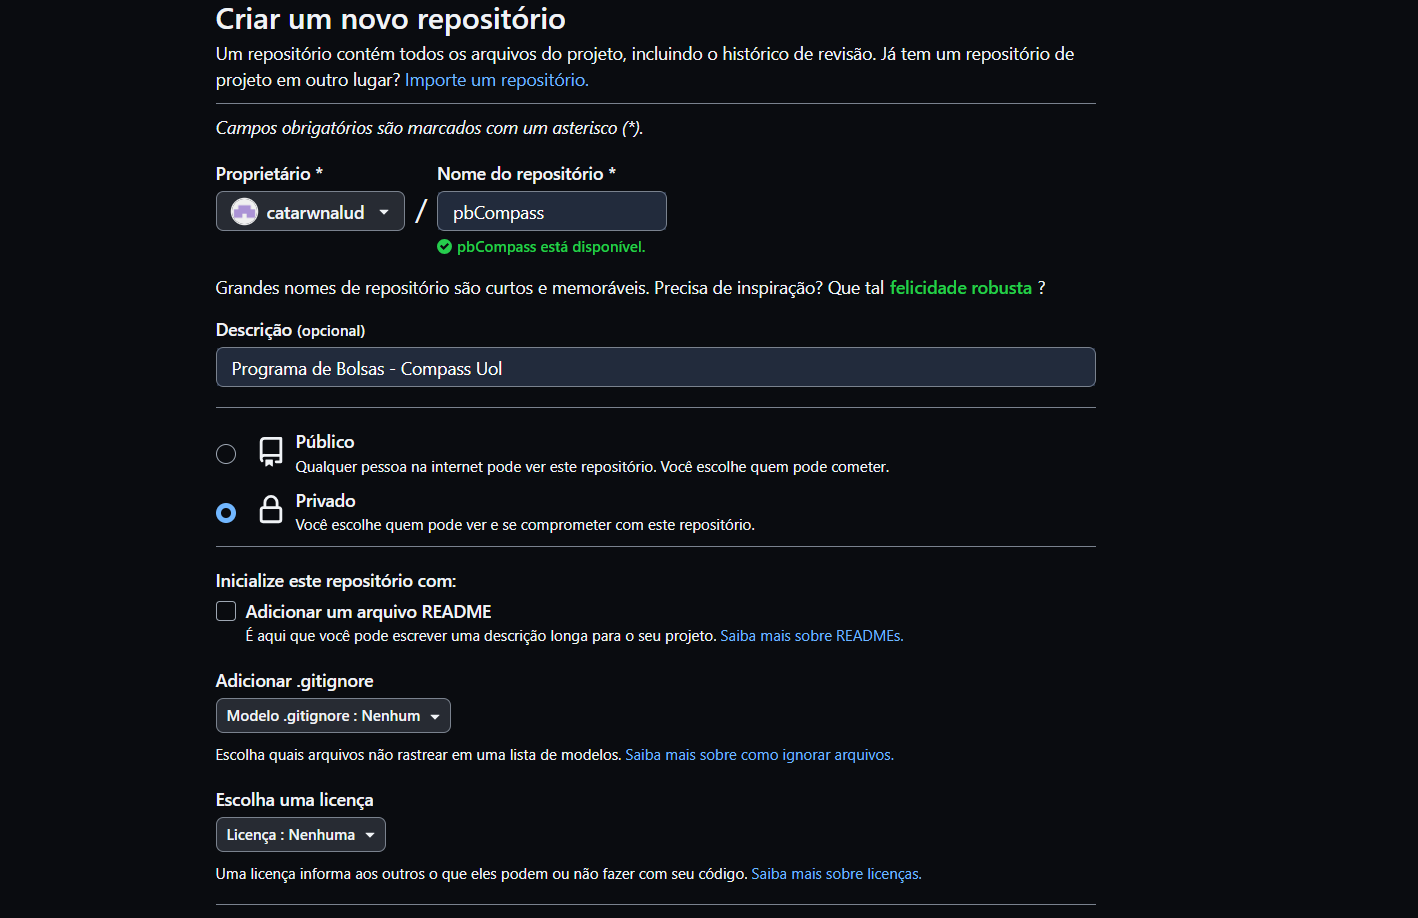 Criar um novo repositório
Um repositório contém todos os arquivos do projeto, incluindo o histórico de revisão. Já tem um repositório de
projeto em outro lugar? Importe um repositório.
Campos obrigatórios são marcados com um asterisco (*).
Proprietário * Nome do repositório *
catarwnalud / pbCompass
pbCompass está disponível.
Grandes nomes de repositório são curtos e memoráveis. Precisa de inspiração? Que tal felicidade robusta ?
Descrição (opcional)
Programa de Bolsas - Compass Uol
Público
Qualquer pessoa na internet pode ver este repositório. Você escolhe quem pode cometer.
Privado
Você escolhe quem pode ver e se comprometer com este repositório.
Inicialize este repositório com:
Adicionar um arquivo README
É aqui que você pode escrever uma descrição longa para o seu projeto. Saiba mais sobre READMEs.
Adicionar .gitignore
Modelo .gitignore : Nenhum
Escolha quais arquivos não rastrear em uma lista de modelos. Saiba mais sobre como ignorar arquivos.
Escolha uma licença
Licença : Nenhuma
Uma licença informa aos outros o que eles podem ou não fazer com seu código. Saiba mais sobre licenças.